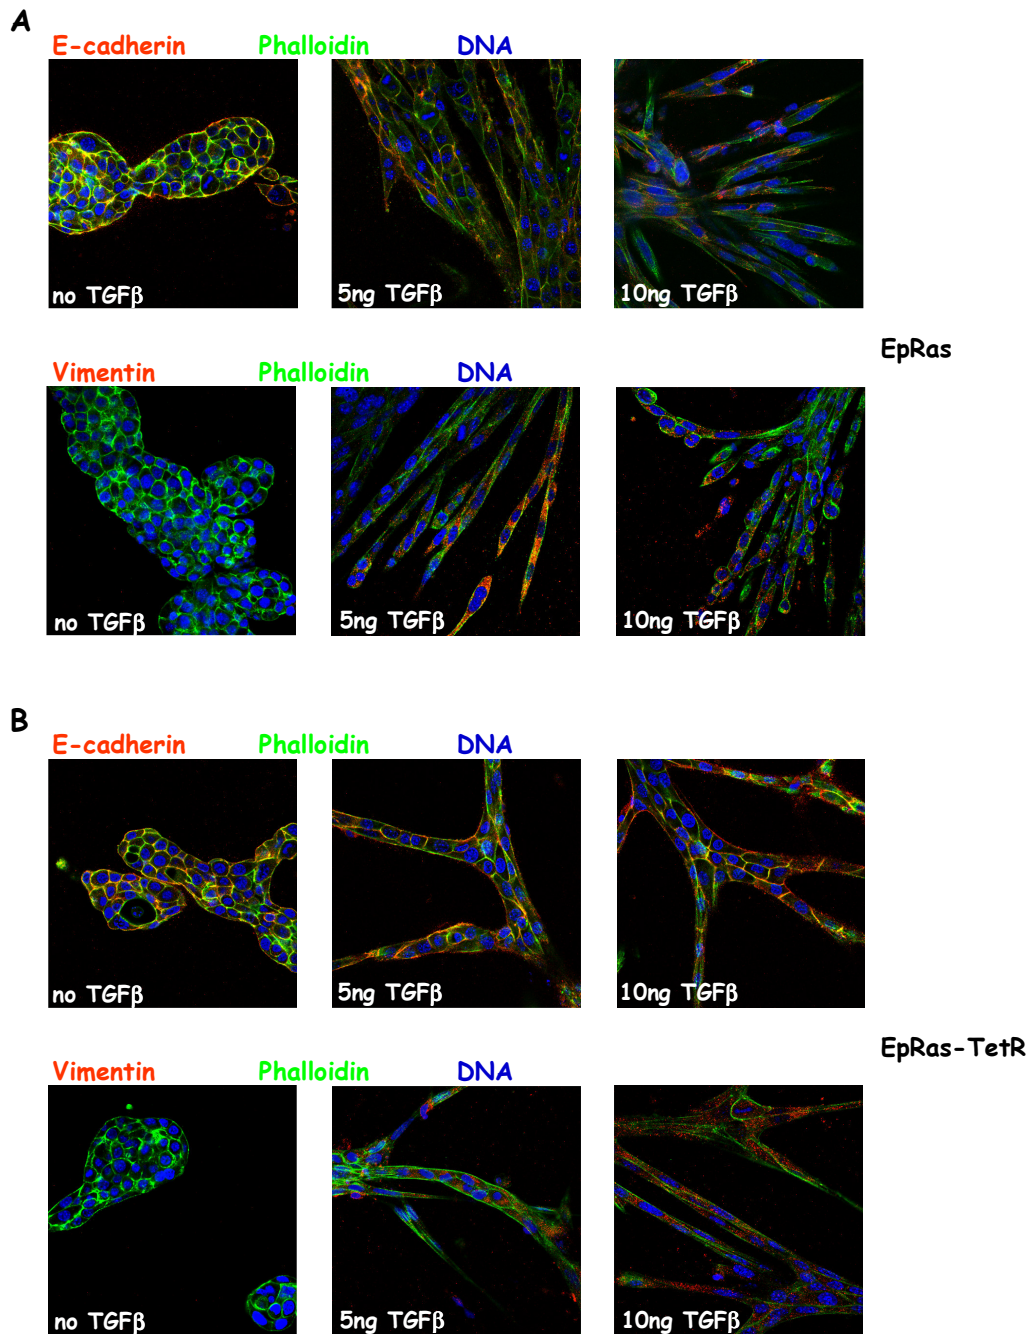 A
E-cadherin Phalloidin DNA
no TGFβ 5ng TGFβ 10ng TGFβ
EpRas
Vimentin Phalloidin DNA
no TGFβ 5ng TGFβ 10ng TGFβ
B
E-cadherin Phalloidin DNA
no TGFβ 5ng TGFβ 10ng TGFβ
EpRas-TetR
Vimentin Phalloidin DNA
no TGFβ 5ng TGFβ 10ng TGFβ